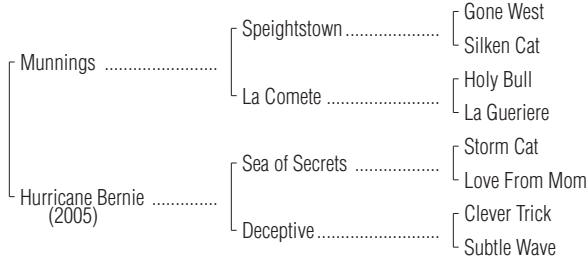 Gone West
Speightstown .....................
Silken Cat
Munnings .........................
Holy Bull
La Comete .........................
La Gueriere
Storm Cat
Sea of Secrets ...................
Love From Mom
Hurricane Bernie ..............
(2005)
Clever Trick
Deceptive ...........................
Subtle Wave